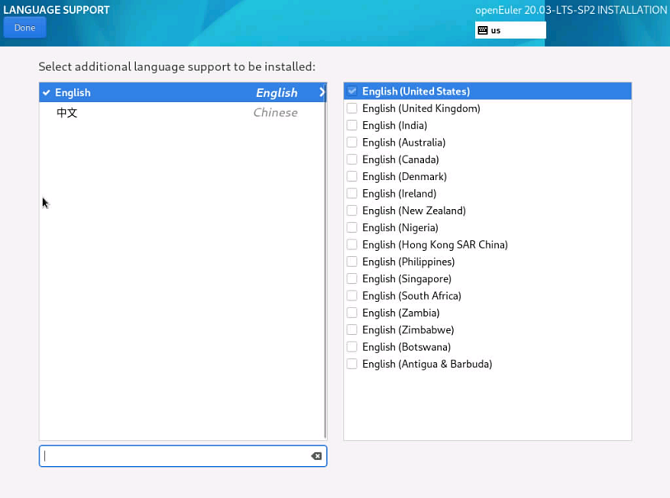 LANGUAGE SUPPORT
openEuler 20.03-LTS-SP2 INSTALLATION
Done
us
Select additional language support to be installed:
English English
中文 Chinese
English (United States)
English (United Kingdom)
English (India)
English (Australia)
English (Canada)
English (Denmark)
English (Ireland)
English (New Zealand)
English (Nigeria)
English (Hong Kong SAR China)
English (Philippines)
English (Singapore)
English (South Africa)
English (Zambia)
English (Zimbabwe)
English (Botswana)
English (Antigua & Barbuda)